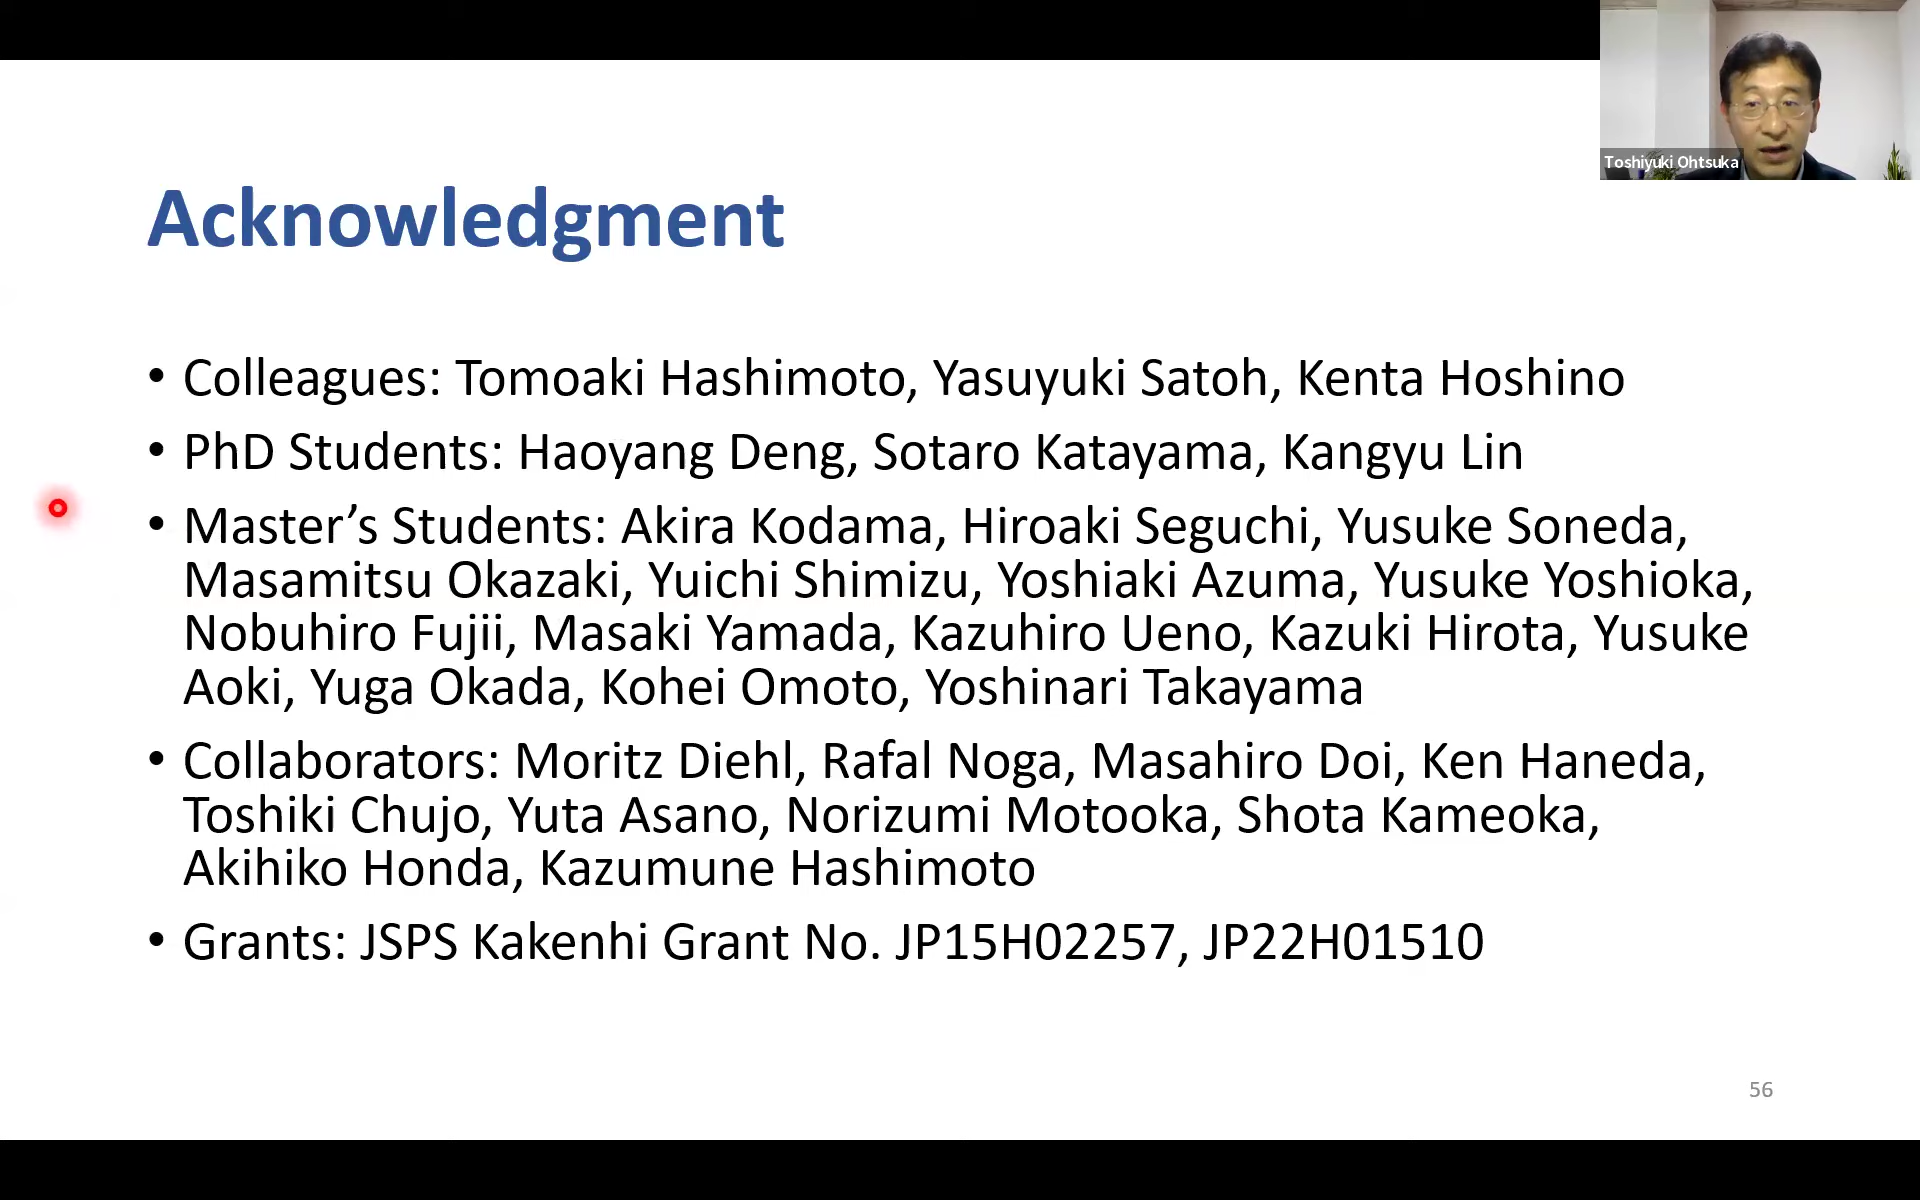 Toshiyuki Ohtsuka
Acknowledgment
• Colleagues: Tomoaki Hashimoto, Yasuyuki Satoh, Kenta Hoshino
• PhD Students: Haoyang Deng, Sotaro Katayama, Kangyu Lin
• Master’s Students: Akira Kodama, Hiroaki Seguchi, Yusuke Soneda,
Masamitsu Okazaki, Yuichi Shimizu, Yoshiaki Azuma, Yusuke Yoshioka,
Nobuhiro Fujii, Masaki Yamada, Kazuhiro Ueno, Kazuki Hirota, Yusuke
Aoki, Yuga Okada, Kohei Omoto, Yoshinari Takayama
• Collaborators: Moritz Diehl, Rafal Noga, Masahiro Doi, Ken Haneda,
Toshiki Chujo, Yuta Asano, Norizumi Motooka, Shota Kameoka,
Akihiko Honda, Kazumune Hashimoto
• Grants: JSPS Kakenhi Grant No. JP15H02257, JP22H01510
56